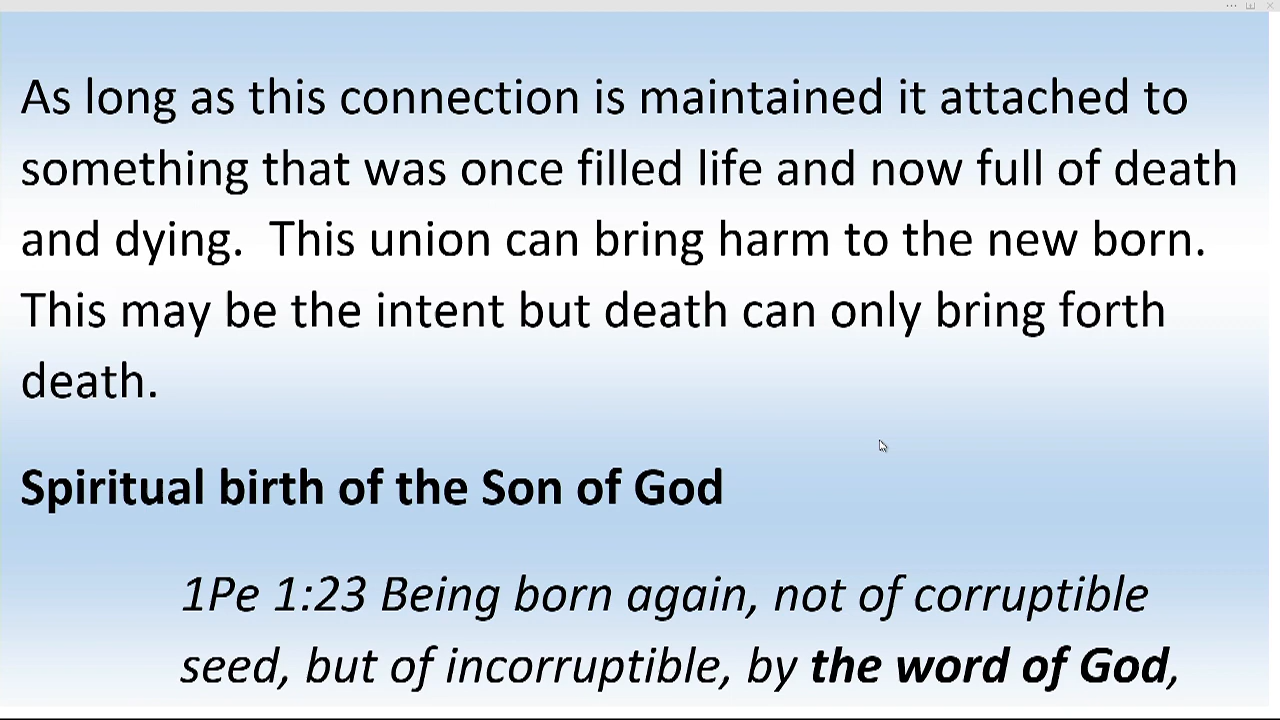 As long as this connection is maintained it attached to
something that was once filled life and now full of death
and dying.  This union can bring harm to the new born.
This may be the intent but death can only bring forth
death.
Spiritual birth of the Son of God
1Pe 1:23 Being born again, not of corruptible
seed, but of incorruptible, by the word of God,